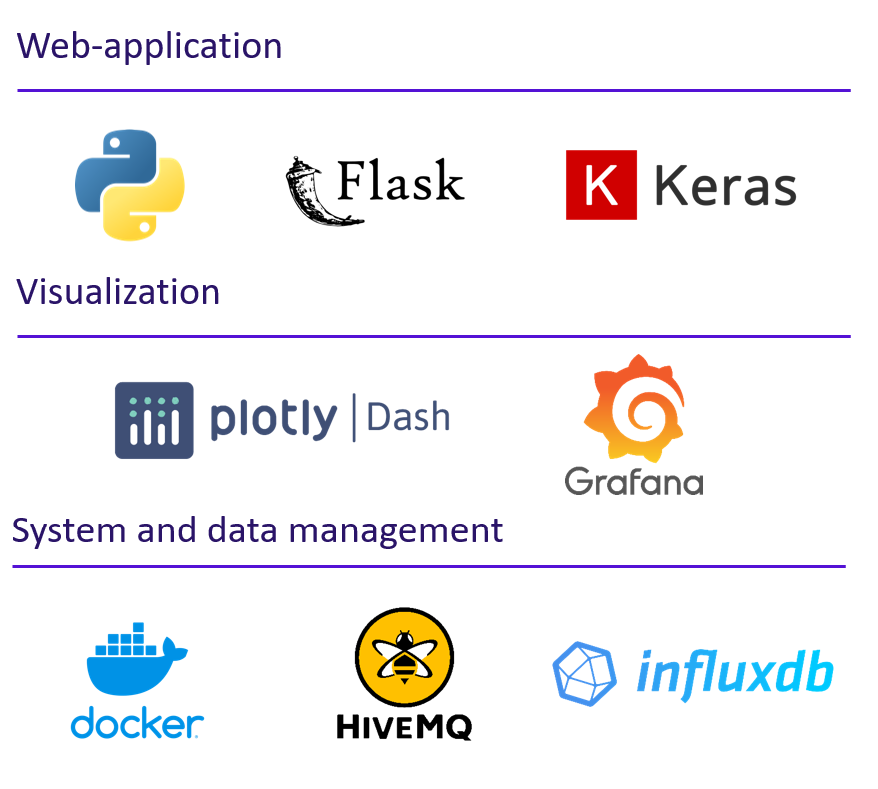 Web-application
Flask
K Keras
Visualization
plotly | Dash
Grafana
System and data management
docker
HIVEMQ
influxdb